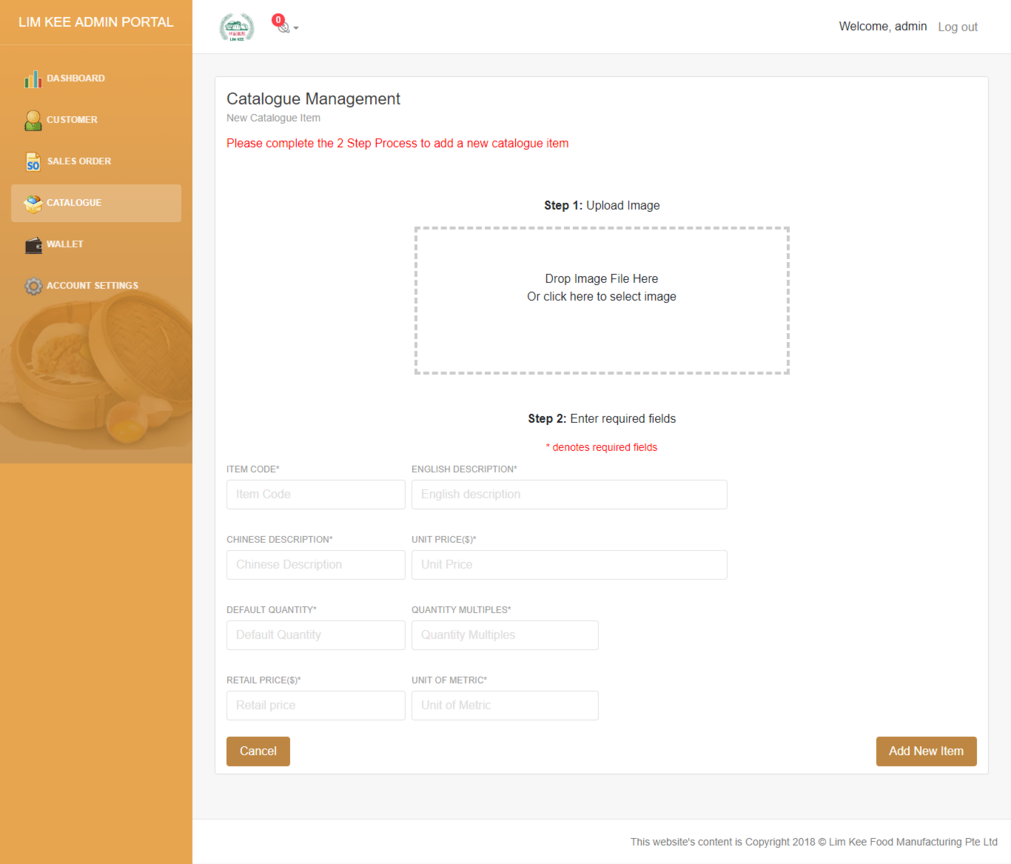 LIM KEE ADMIN PORTAL
LIM KEE
0
Welcome, admin Log out
DASHBOARD
CUSTOMER
SO SALES ORDER
CATALOGUE
WALLET
ACCOUNT SETTINGS
Catalogue Management
New Catalogue Item
Please complete the 2 Step Process to add a new catalogue item
Step 1: Upload Image
Drop Image File Here
Or click here to select image
Step 2: Enter required fields
* denotes required fields
ITEM CODE* ENGLISH DESCRIPTION*
Item Code English description
CHINESE DESCRIPTION* UNIT PRICE($)*
Chinese Description Unit Price
DEFAULT QUANTITY* QUANTITY MULTIPLES*
Default Quantity Quantity Multiples
RETAIL PRICE($)* UNIT OF METRIC*
Retail price Unit of Metric
Cancel Add New Item
This website's content is Copyright 2018 © Lim Kee Food Manufacturing Pte Ltd